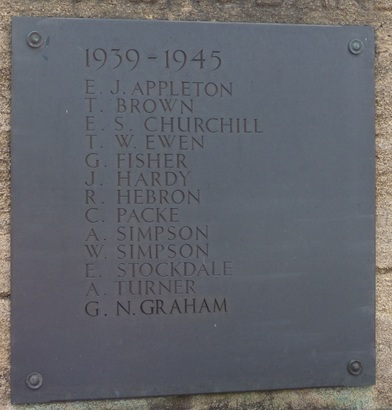 1939-1945
E. J. APPLETON
T. BROWN
E. S. CHURCHILL
T. W. EWEN
G. FISHER
J. HARDY
R. HEBRON
C. PACKE
A. SIMPSON
W. SIMPSON
E. STOCKDALE
A. TURNER
G. N. GRAHAM